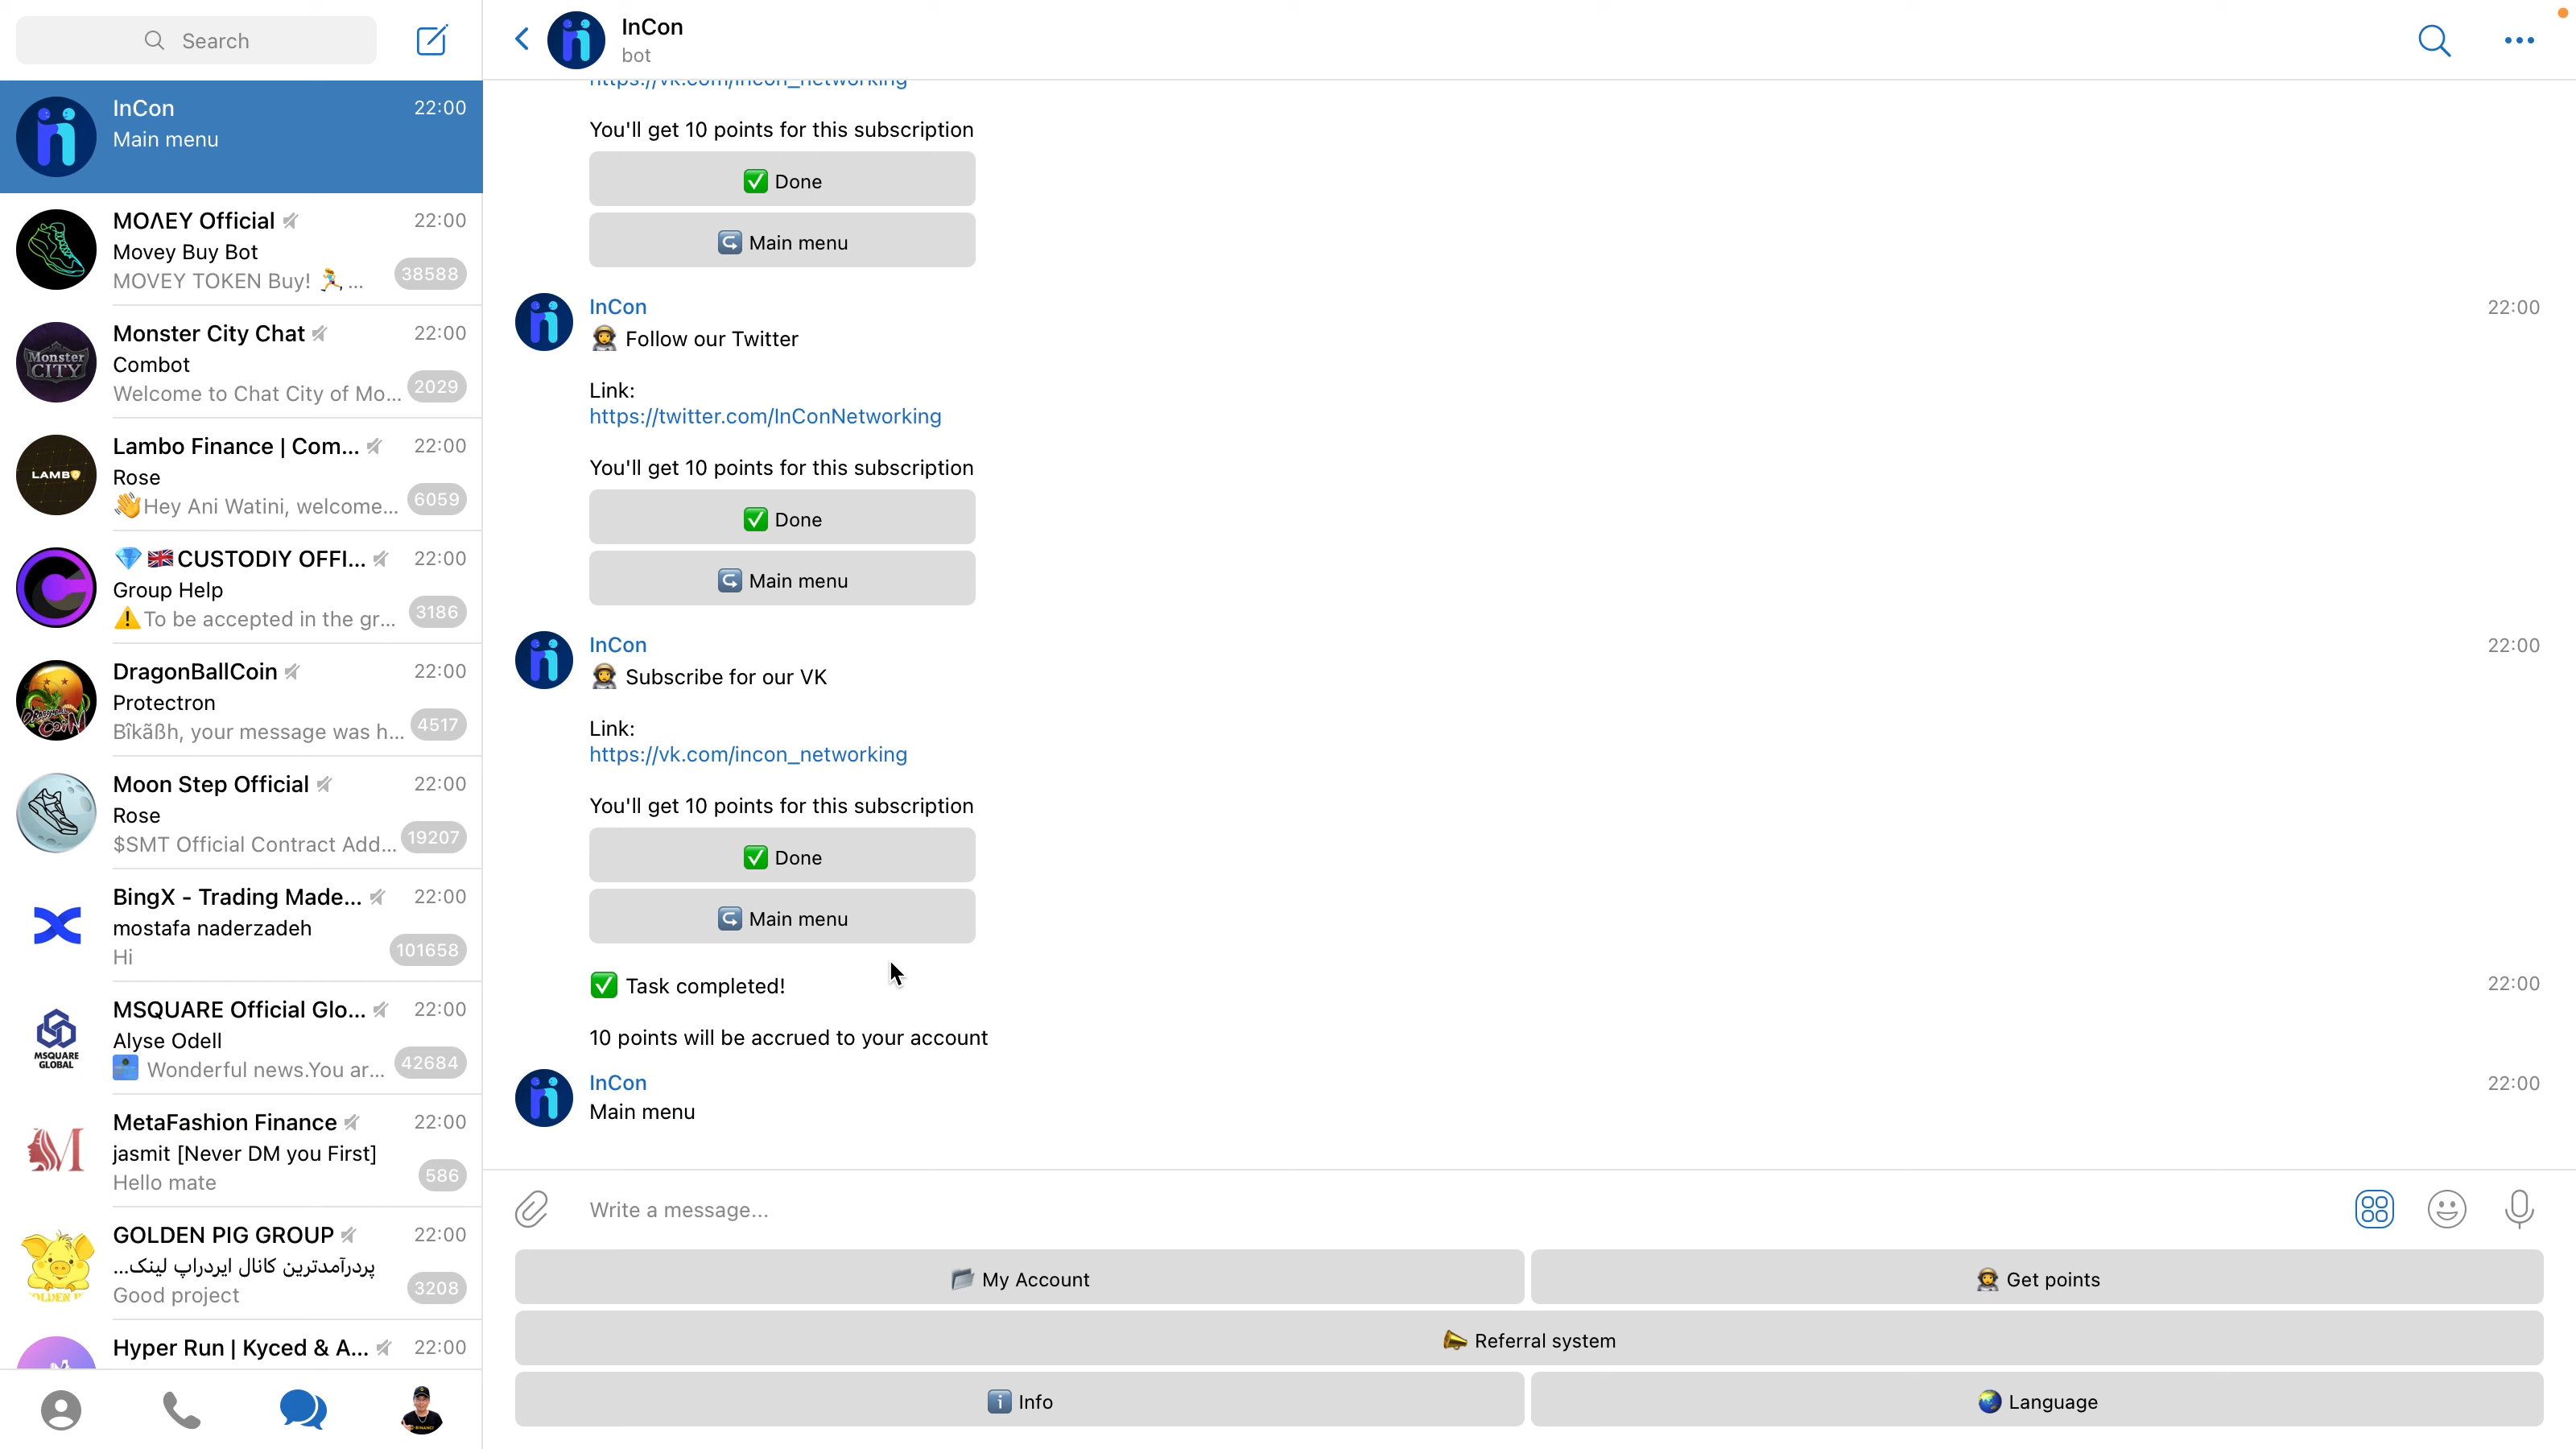 Search
InCon
22:00
Main menu
MOΛEY Official
22:00
Movey Buy Bot
MOVEY TOKEN Buy! 🏃 ...
38588
Monster City Chat
22:00
Combot
Welcome to Chat City of Mo...
2029
Monster
CITY
Lambo Finance | Com...
22:00
Rose
👋Hey Ani Watini, welcome...
6059
LAMB
💎🇬🇧CUSTODIY OFFI...
22:00
Group Help
⚠️To be accepted in the gr...
3186
DragonBallCoin
22:00
Protectron
Bîkãßh, your message was h...
4517
Moon Step Official
22:00
Rose
$SMT Official Contract Add...
19207
BingX - Trading Made...
22:00
mostafa naderzadeh
Hi
101658
MSQUARE Official Glo...
22:00
Alyse Odell
Wonderful news.You ar...
42684
MSQUARE
GLOBAL
MetaFashion Finance
22:00
jasmit [Never DM you First]
Hello mate
586
GOLDEN PIG GROUP
22:00
پردرآمدترین کانال ایردراپ لینک...
Good project
3208
Hyper Run | Kyced & A...
22:00
InCon
bot
https://vk.com/incon_networking
You'll get 10 points for this subscription
✅ Done
↪️ Main menu
InCon
22:00
Follow our Twitter
Link:
https://twitter.com/InConNetworking
You'll get 10 points for this subscription
✅ Done
↪️ Main menu
InCon
22:00
Subscribe for our VK
Link:
https://vk.com/incon_networking
You'll get 10 points for this subscription
✅ Done
↪️ Main menu
✅ Task completed!
22:00
10 points will be accrued to your account
InCon
22:00
Main menu
Write a message...
My Account
Get points
Referral system
Info
Language